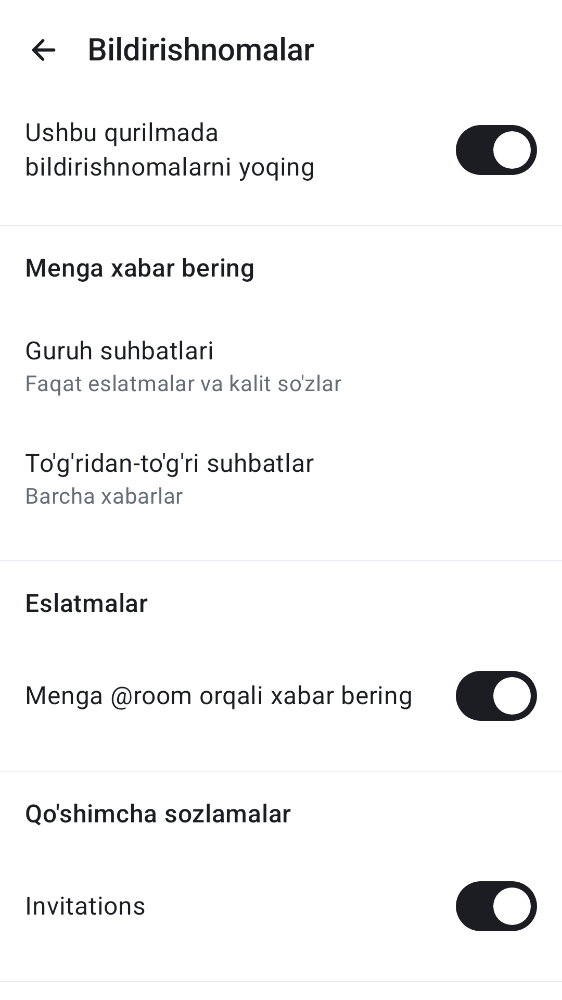 Bildirishnomalar
Ushbu qurilmada
bildirishnomalarni yoqing
Menga xabar bering
Guruh suhbatlari
Faqat eslatmalar va kalit so'zlar
To'g'ridan-to'g'ri suhbatlar
Barcha xabarlar
Eslatmalar
Menga @room orqali xabar bering
Qo'shimcha sozlamalar
Invitations